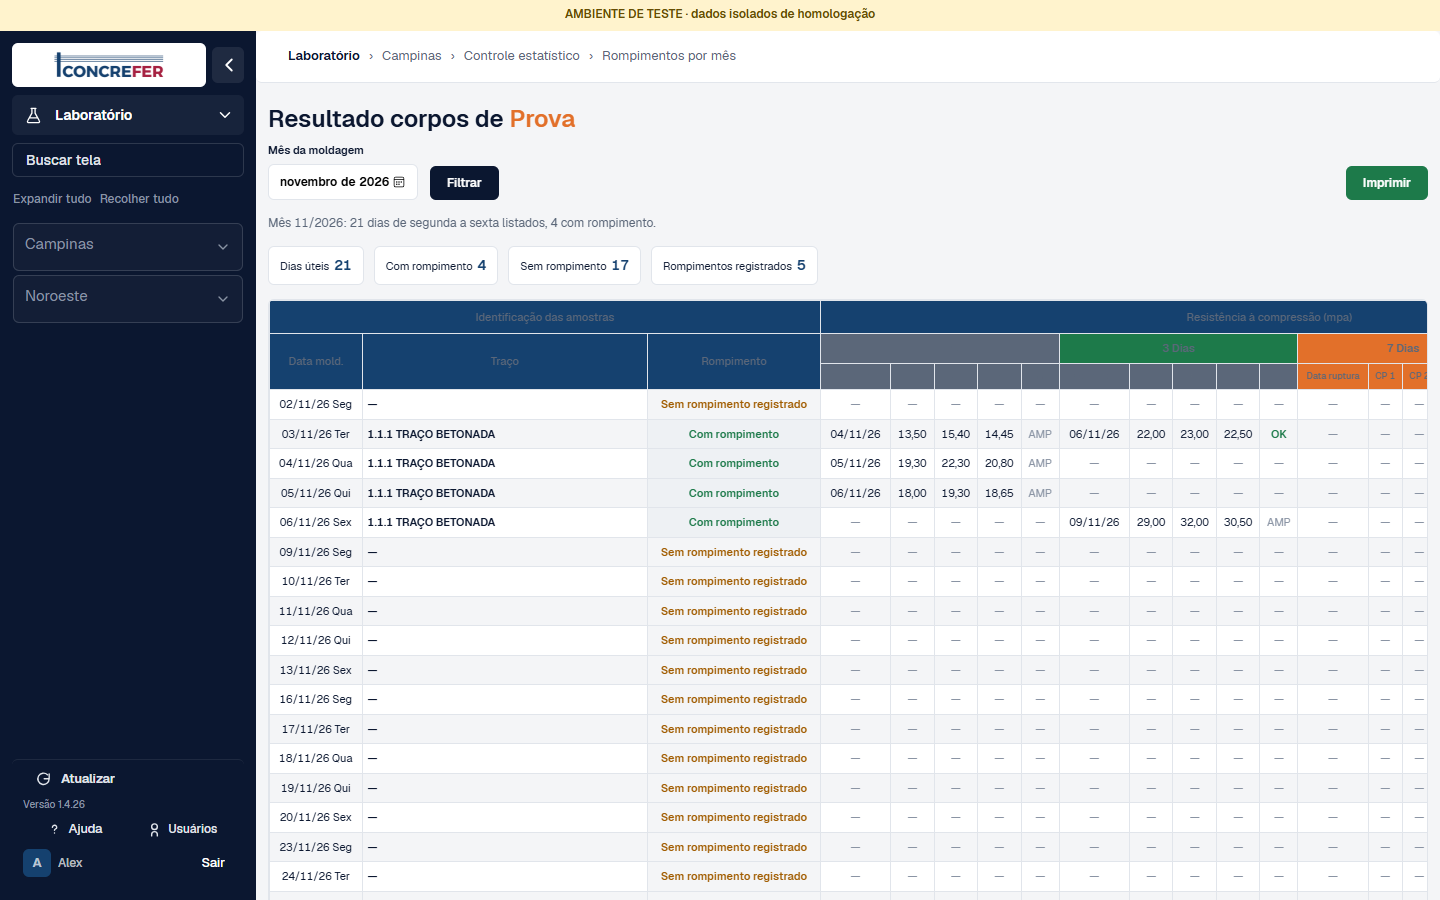 AMBIENTE DE TESTE · dados isolados de homologação
CONCREFER
Laboratório
Buscar tela
Expandir tudo Recolher tudo
Campinas
Noroeste
Atualizar
Versão 1.4.26
? Ajuda Usuários
A Alex Sair
Laboratório › Campinas › Controle estatístico › Rompimentos por mês
Resultado corpos de Prova
Mês da moldagem
novembro de 2026 Filtrar Imprimir
Mês 11/2026: 21 dias de segunda a sexta listados, 4 com rompimento.
Dias úteis 21 Com rompimento 4 Sem rompimento 17 Rompimentos registrados 5
Identificação das amostras Resistência à compressão (mpa)
Data mold. Traço Rompimento 3 Dias 7 Dias
Data ruptura CP 1 CP 2
02/11/26 Seg — Sem rompimento registrado — — — — — — — — — — — — —
03/11/26 Ter 1.1.1 TRAÇO BETONADA Com rompimento 04/11/26 13,50 15,40 14,45 AMP 06/11/26 22,00 23,00 22,50 OK — — —
04/11/26 Qua 1.1.1 TRAÇO BETONADA Com rompimento 05/11/26 19,30 22,30 20,80 AMP — — — — — — — —
05/11/26 Qui 1.1.1 TRAÇO BETONADA Com rompimento 06/11/26 18,00 19,30 18,65 AMP — — — — — — — —
06/11/26 Sex 1.1.1 TRAÇO BETONADA Com rompimento — — — — — 09/11/26 29,00 32,00 30,50 AMP — — —
09/11/26 Seg — Sem rompimento registrado — — — — — — — — — — — — —
10/11/26 Ter — Sem rompimento registrado — — — — — — — — — — — — —
11/11/26 Qua — Sem rompimento registrado — — — — — — — — — — — — —
12/11/26 Qui — Sem rompimento registrado — — — — — — — — — — — — —
13/11/26 Sex — Sem rompimento registrado — — — — — — — — — — — — —
16/11/26 Seg — Sem rompimento registrado — — — — — — — — — — — — —
17/11/26 Ter — Sem rompimento registrado — — — — — — — — — — — — —
18/11/26 Qua — Sem rompimento registrado — — — — — — — — — — — — —
19/11/26 Qui — Sem rompimento registrado — — — — — — — — — — — — —
20/11/26 Sex — Sem rompimento registrado — — — — — — — — — — — — —
23/11/26 Seg — Sem rompimento registrado — — — — — — — — — — — — —
24/11/26 Ter — Sem rompimento registrado — — — — — — — — — — — — —